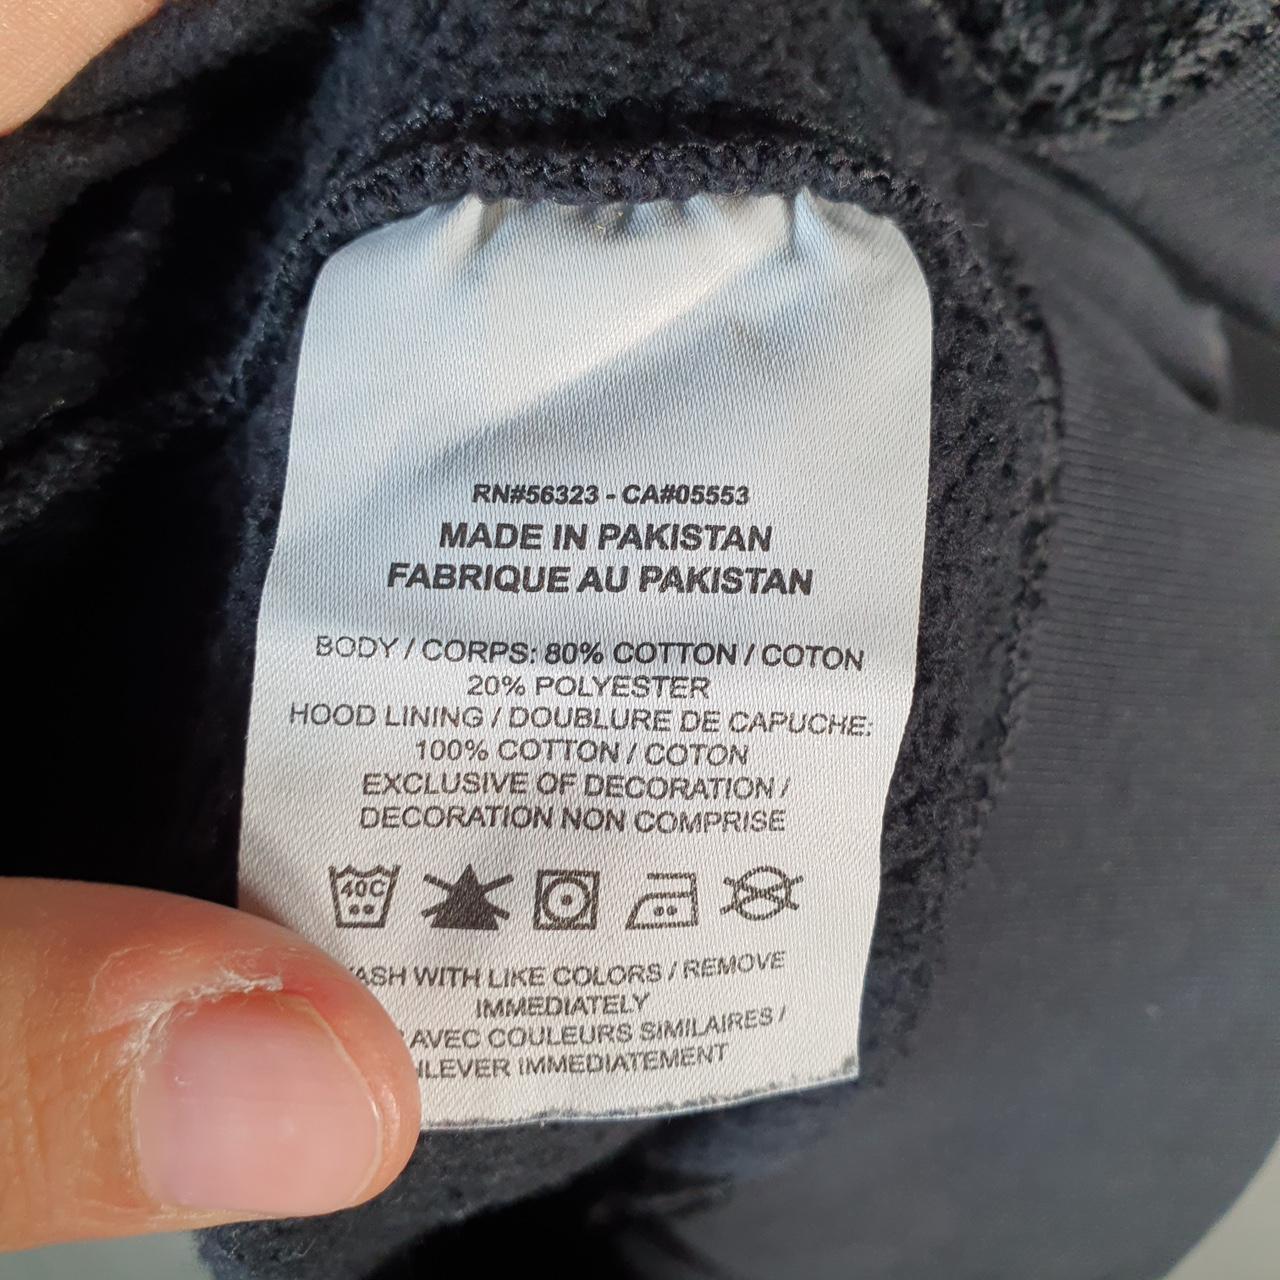 RN#56323 - CA#05553
MADE IN PAKISTAN
FABRIQUE AU PAKISTAN
BODY / CORPS: 80% COTTON / COTON
20% POLYESTER
HOOD LINING / DOUBLURE DE CAPUCHE:
100% COTTON / COTON
EXCLUSIVE OF DECORATION /
DECORATION NON COMPRISE
40C
WITH LIKE COLORS / REMOVE
IMMEDIATELY
AVEC COULEURS SIMILAIRES /
IMMEDIATEMENT